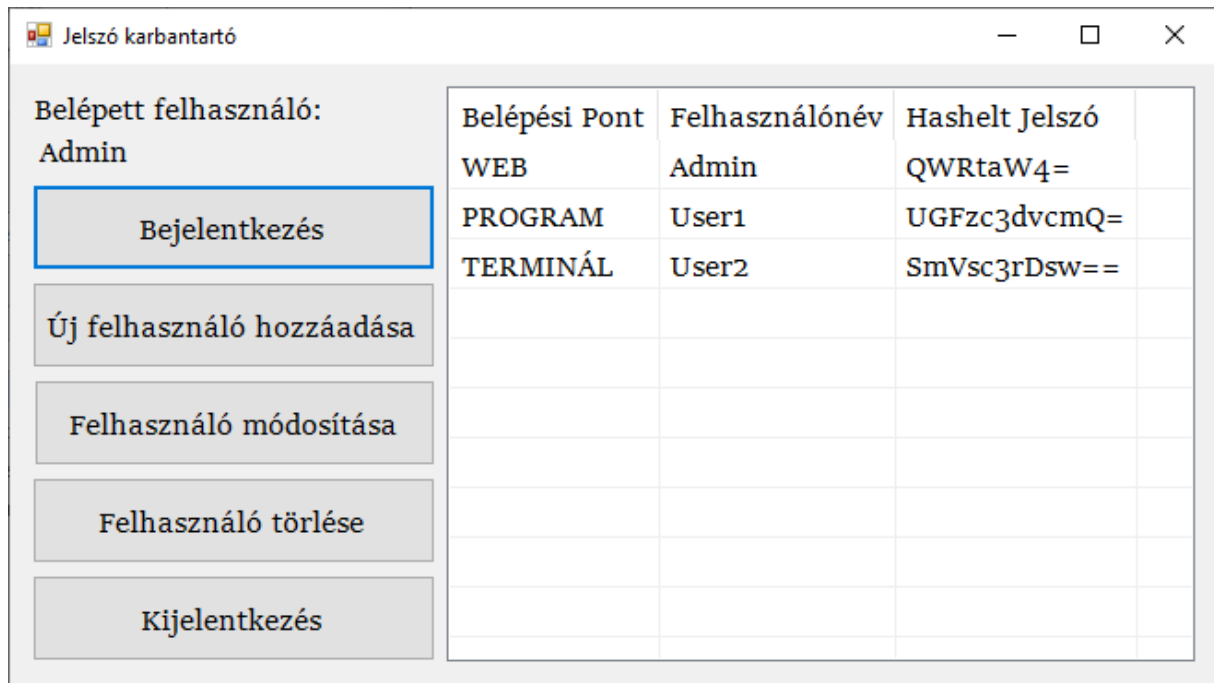 Jelszó karbantartó
Belépett felhasználó:
Admin
Bejelentkezés
Új felhasználó hozzáadása
Felhasználó módosítása
Felhasználó törlése
Kijelentkezés
Belépési Pont Felhasználónév Hashelt Jelszó
WEB Admin QWRtaW4=
PROGRAM User1 UGFzc3dvcmQ=
TERMINÁL User2 SmVsc3rDsw==